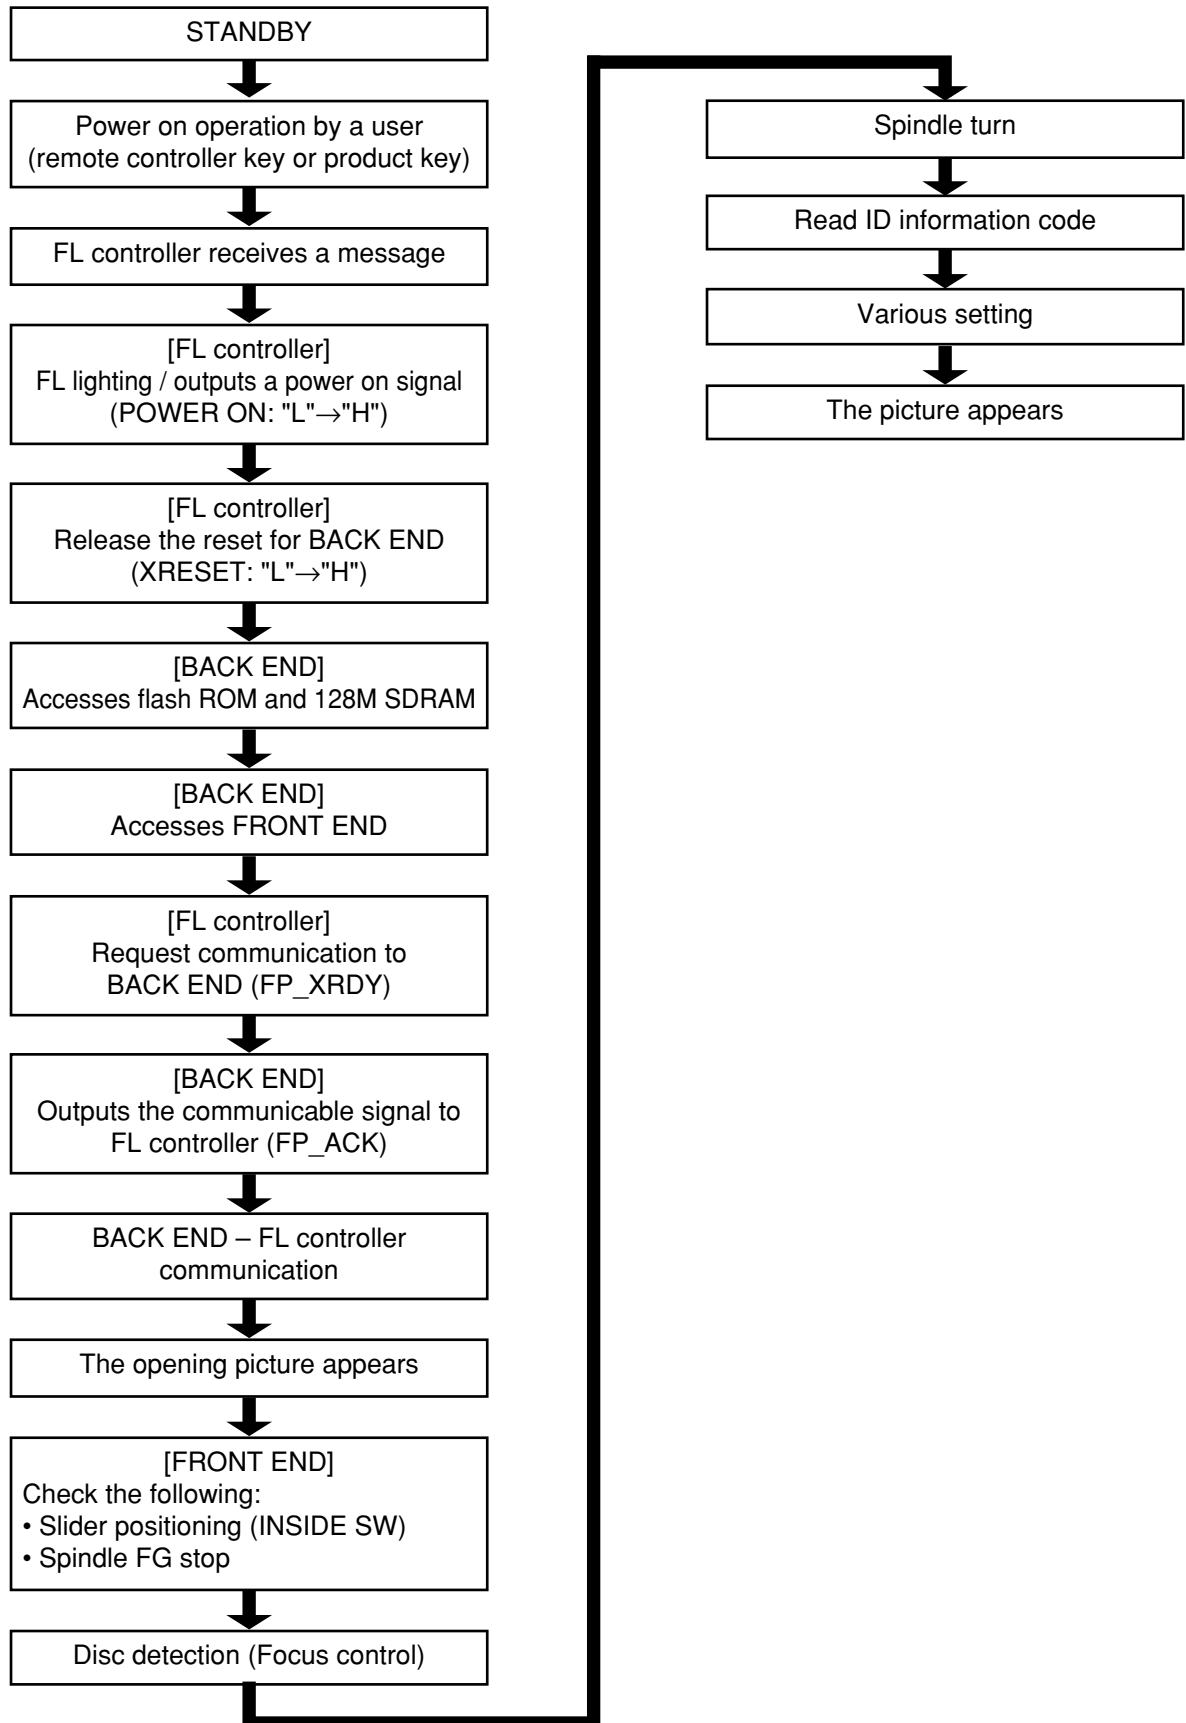 STANDBY
Power on operation by a user
(remote controller key or product key)
FL controller receives a message
[FL controller]
FL lighting / outputs a power on signal
(POWER ON: "L"→"H")
[FL controller]
Release the reset for BACK END
(XRESET: "L"→"H")
[BACK END]
Accesses flash ROM and 128M SDRAM
[BACK END]
Accesses FRONT END
[FL controller]
Request communication to
BACK END (FP_XRDY)
[BACK END]
Outputs the communicable signal to
FL controller (FP_ACK)
BACK END – FL controller
communication
The opening picture appears
[FRONT END]
Check the following:
• Slider positioning (INSIDE SW)
• Spindle FG stop
Disc detection (Focus control)
Spindle turn
Read ID information code
Various setting
The picture appears